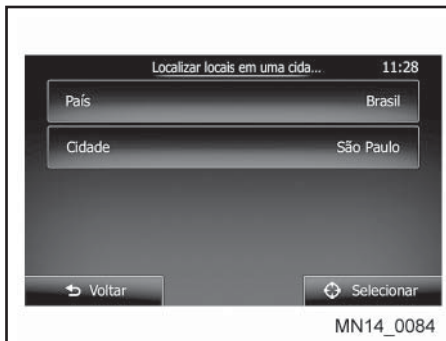 Localizar locais em uma cida... 11:28
País Brasil
Cidade São Paulo
Voltar Selecionar
MN14_0084